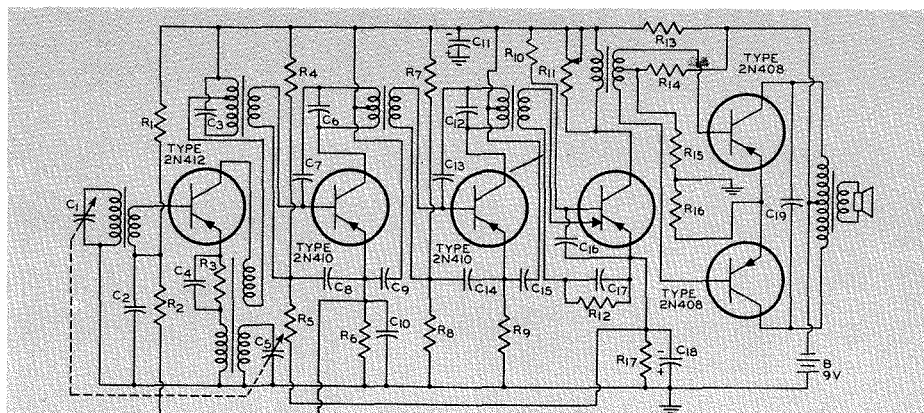 C11
R10
R13
R4
R7
R11
TYPE
2N408
R14
C3
C6
C12
R1
TYPE
2N412
C7
C13
R15
C1
R16
C19
R3
C4
TYPE
2N410
TYPE
2N410
C16
TYPE
2N408
C2
R2
C8
C9
C14
C15
C17
R12
C5
R5
R6
C10
R8
R9
R17
C18
B
9V